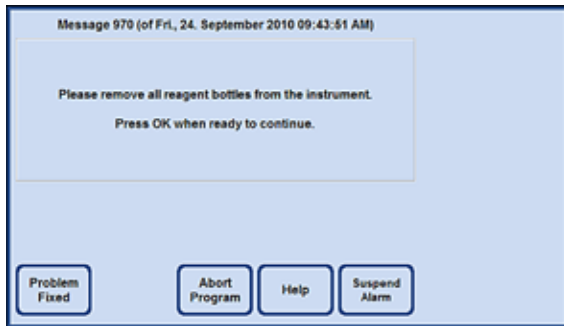 Message 970 (of Fri., 24. September 2010 09:43:51 AM)
Please remove all reagent bottles from the instrument.
Press OK when ready to continue.
Problem
Fixed
Abort
Program
Help
Suspend
Alarm